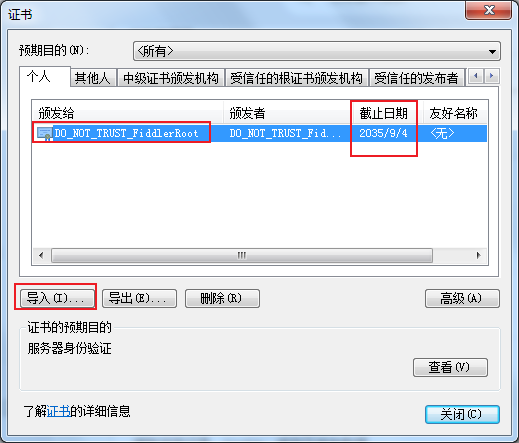 证书
预期目的(N): <所有>
个人 其他人 中级证书颁发机构 受信任的根证书颁发机构 受信任的发布者
颁发给 颁发者 截止日期 友好名称
DO_NOT_TRUST_FiddlerRoot DO_NOT_TRUST_Fid... 2035/9/4 <无>
导入(I)... 导出(E)... 删除(R) 高级(A)
证书的预期目的
服务器身份验证
查看(V)
了解证书的详细信息
关闭(C)